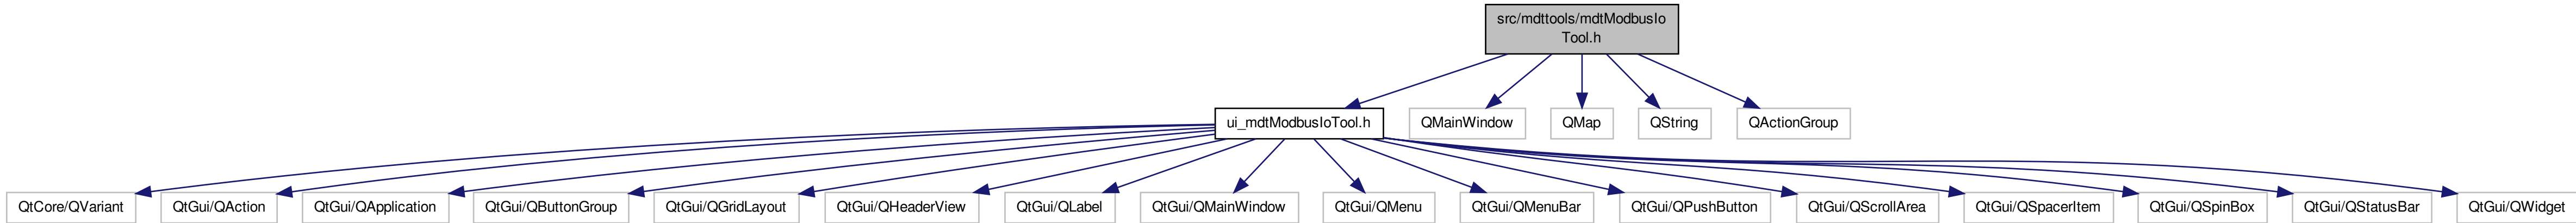 src/mdttools/mdtModbusIo
Tool.h
ui_mdtModbusIoTool.h
QMainWindow
QMap
QString
QActionGroup
QtCore/QVariant
QtGui/QAction
QtGui/QApplication
QtGui/QButtonGroup
QtGui/QGridLayout
QtGui/QHeaderView
QtGui/QLabel
QtGui/QMainWindow
QtGui/QMenu
QtGui/QMenuBar
QtGui/QPushButton
QtGui/QScrollArea
QtGui/QSpacerItem
QtGui/QSpinBox
QtGui/QStatusBar
QtGui/QWidget